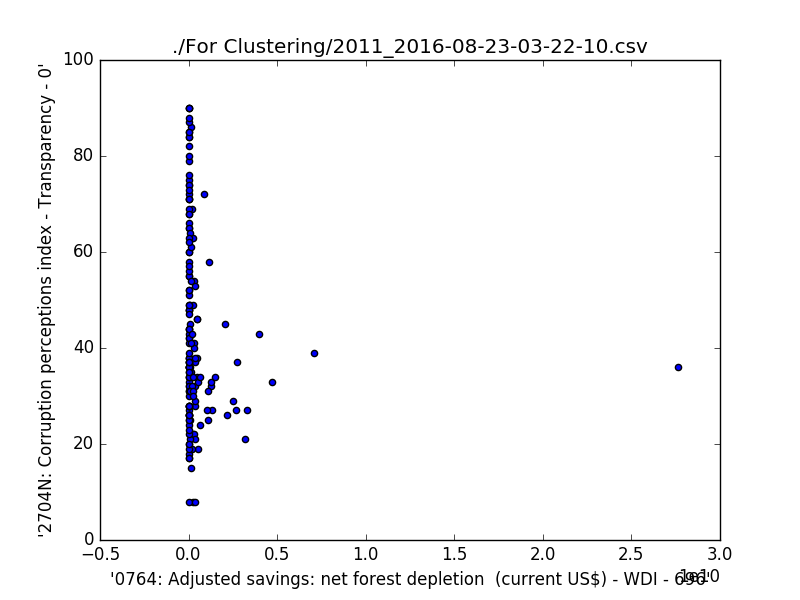 ./For Clustering/2011_2016-08-23-03-22-10.csv
100
80
60
40
20
0
'2704N: Corruption perceptions index - Transparency - 0'
−0.5 0.0 0.5 1.0 1.5 2.0 2.5 3.0
1e10
'0764: Adjusted savings: net forest depletion (current US$) - WDI - 696'